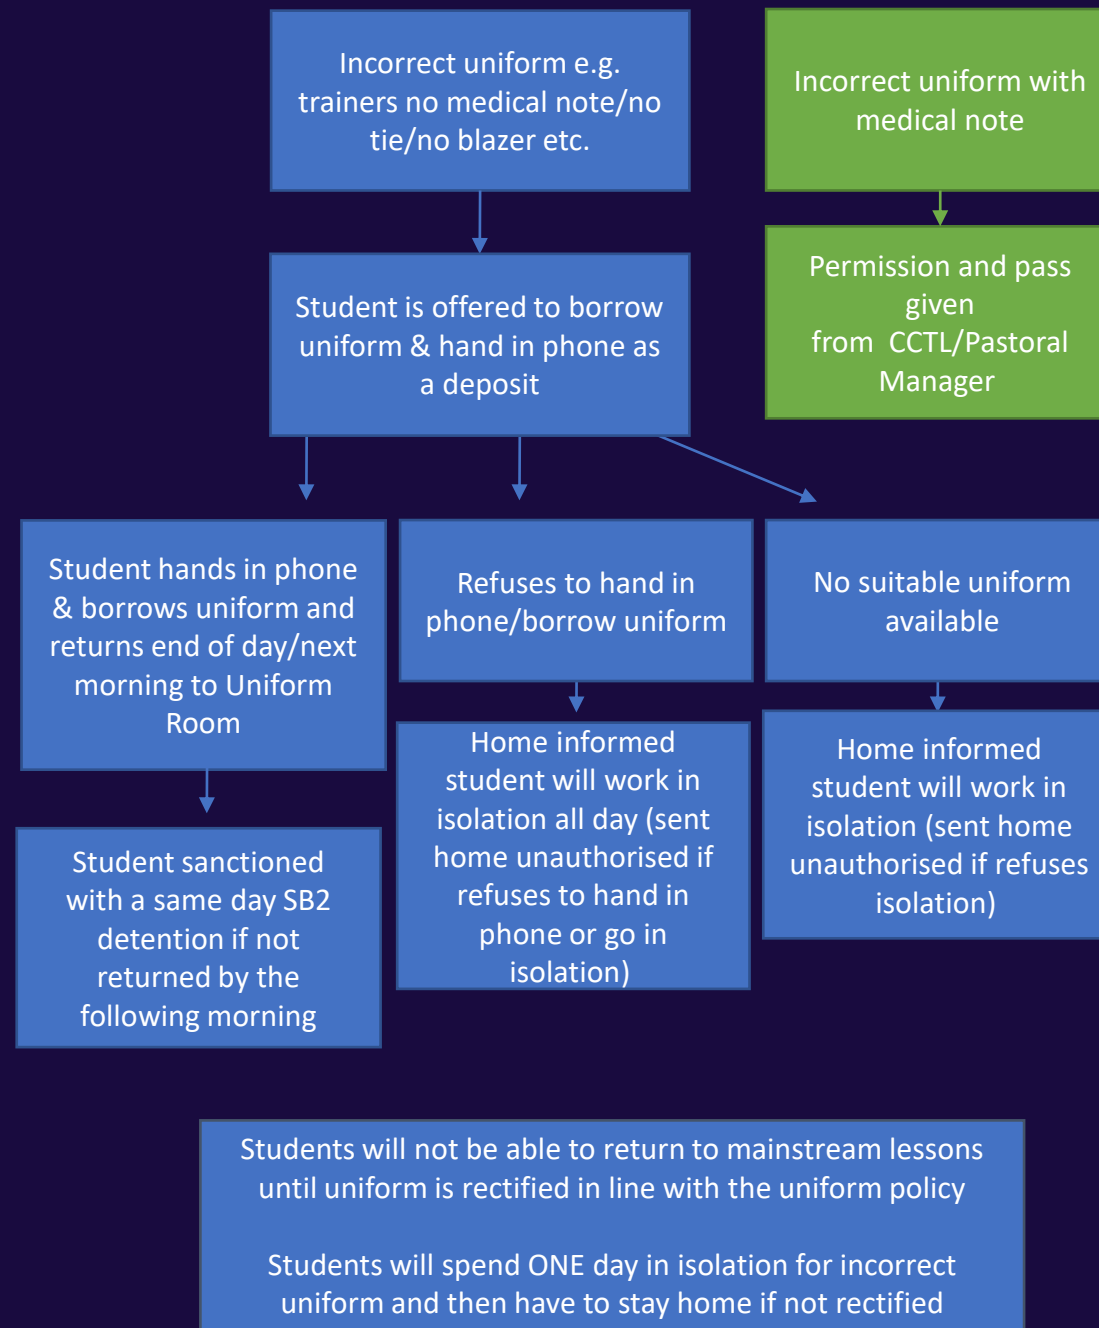 Incorrect uniform e.g.
trainers no medical note/no
tie/no blazer etc.
Incorrect uniform with
medical note
Student is offered to borrow
uniform & hand in phone as
a deposit
Permission and pass
given
from CCTL/Pastoral
Manager
Student hands in phone
& borrows uniform and
returns end of day/next
morning to Uniform
Room
Refuses to hand in
phone/borrow uniform
No suitable uniform
available
Student sanctioned
with a same day SB2
detention if not
returned by the
following morning
Home informed
student will work in
isolation all day (sent
home unauthorised if
refuses to hand in
phone or go in
isolation)
Home informed
student will work in
isolation (sent home
unauthorised if refuses
isolation)
Students will not be able to return to mainstream lessons
until uniform is rectified in line with the uniform policy
Students will spend ONE day in isolation for incorrect
uniform and then have to stay home if not rectified